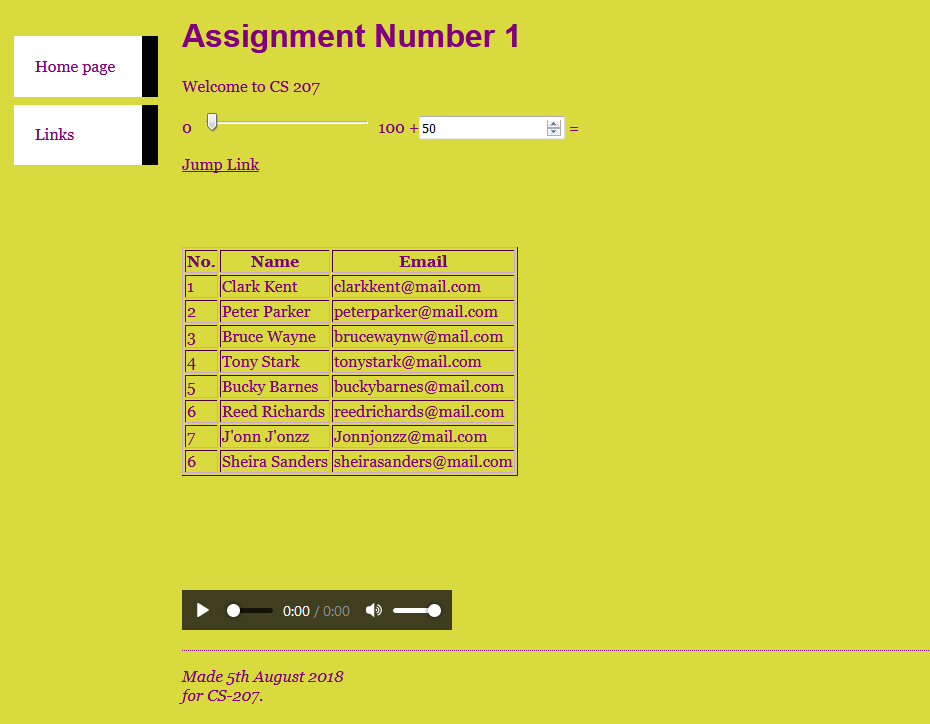 Assignment Number 1
Home page
Links
Welcome to CS 207
0 100 + 50 =
Jump Link
No. Name Email
1 Clark Kent clarkkent@mail.com
2 Peter Parker peterparker@mail.com
3 Bruce Wayne brucewaynw@mail.com
4 Tony Stark tonystark@mail.com
5 Bucky Barnes buckybarnes@mail.com
6 Reed Richards reedrichards@mail.com
7 J'onn J'onzz Jonnjonzz@mail.com
6 Sheira Sanders sheirasanders@mail.com
0:00 / 0:00
Made 5th August 2018
for CS-207.